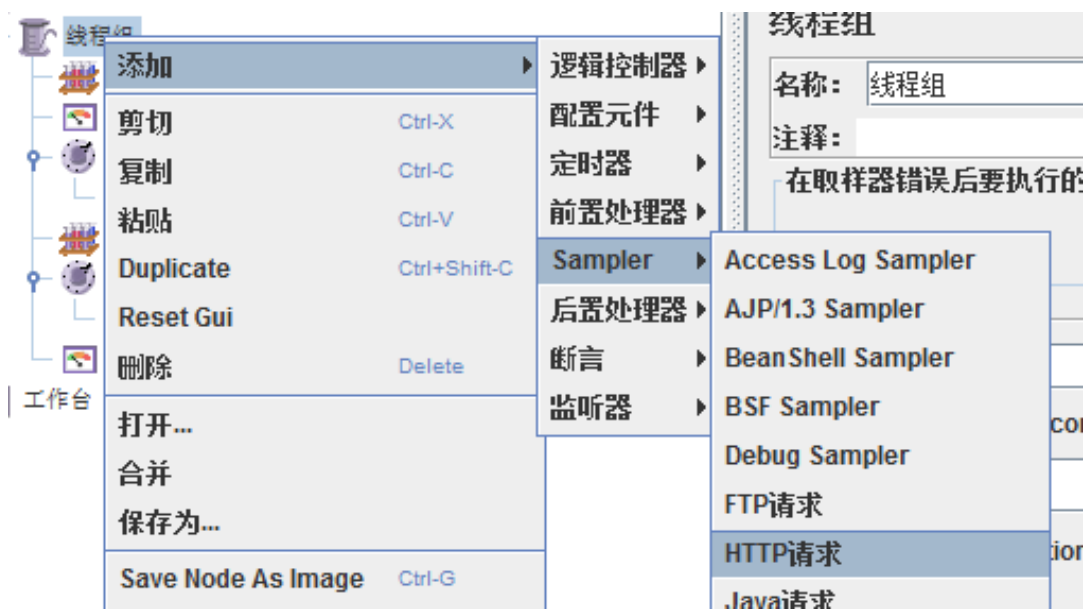 线程组
添加
剪切 Ctrl-X
复制 Ctrl-C
粘贴 Ctrl-V
Duplicate Ctrl+Shift-C
Reset Gui
删除 Delete
打开...
合并
保存为...
Save Node As Image Ctrl-G
工作台
逻辑控制器
配置元件
定时器
前置处理器
Sampler
后置处理器
断言
监听器
Access Log Sampler
AJP/1.3 Sampler
BeanShell Sampler
BSF Sampler
Debug Sampler
FTP请求
HTTP请求
Java请求
线程组
名称： 线程组
注释：
在取样器错误后要执行的